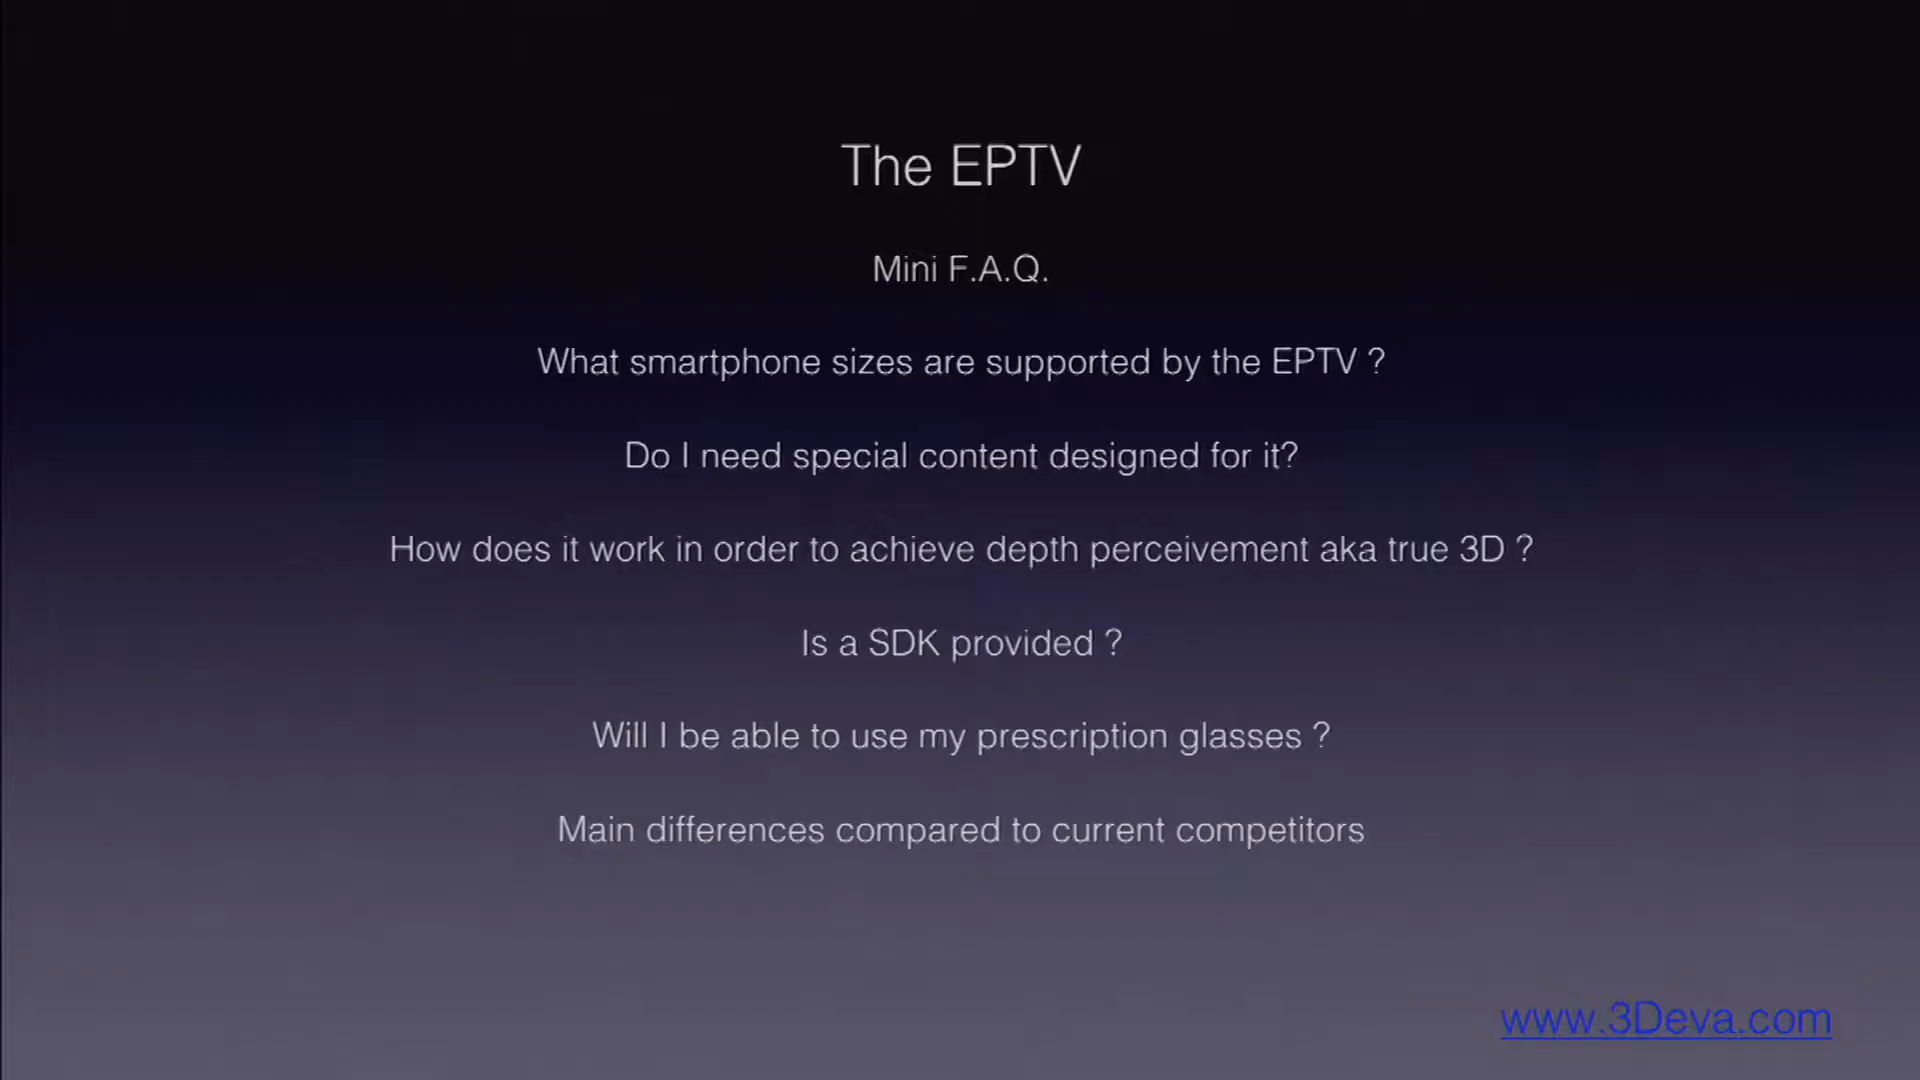 The EPTV
Mini F.A.Q.
What smartphone sizes are supported by the EPTV ?
Do I need special content designed for it?
How does it work in order to achieve depth perceivement aka true 3D ?
Is a SDK provided ?
Will I be able to use my prescription glasses ?
Main differences compared to current competitors
www.3Deva.com